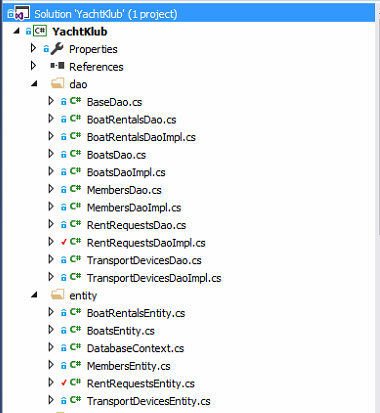 Solution 'YachtKlub' (1 project)
C# YachtKlub
Properties
References
dao
C# BaseDao.cs
C# BoatRentalsDao.cs
C# BoatRentalsDaoImpl.cs
C# BoatsDao.cs
C# BoatsDaoImpl.cs
C# MembersDao.cs
C# MembersDaoImpl.cs
C# RentRequestsDao.cs
C# RentRequestsDaoImpl.cs
C# TransportDevicesDao.cs
C# TransportDevicesDaoImpl.cs
entity
C# BoatRentalsEntity.cs
C# BoatsEntity.cs
C# DatabaseContext.cs
C# MembersEntity.cs
C# RentRequestsEntity.cs
C# TransportDevicesEntity.cs